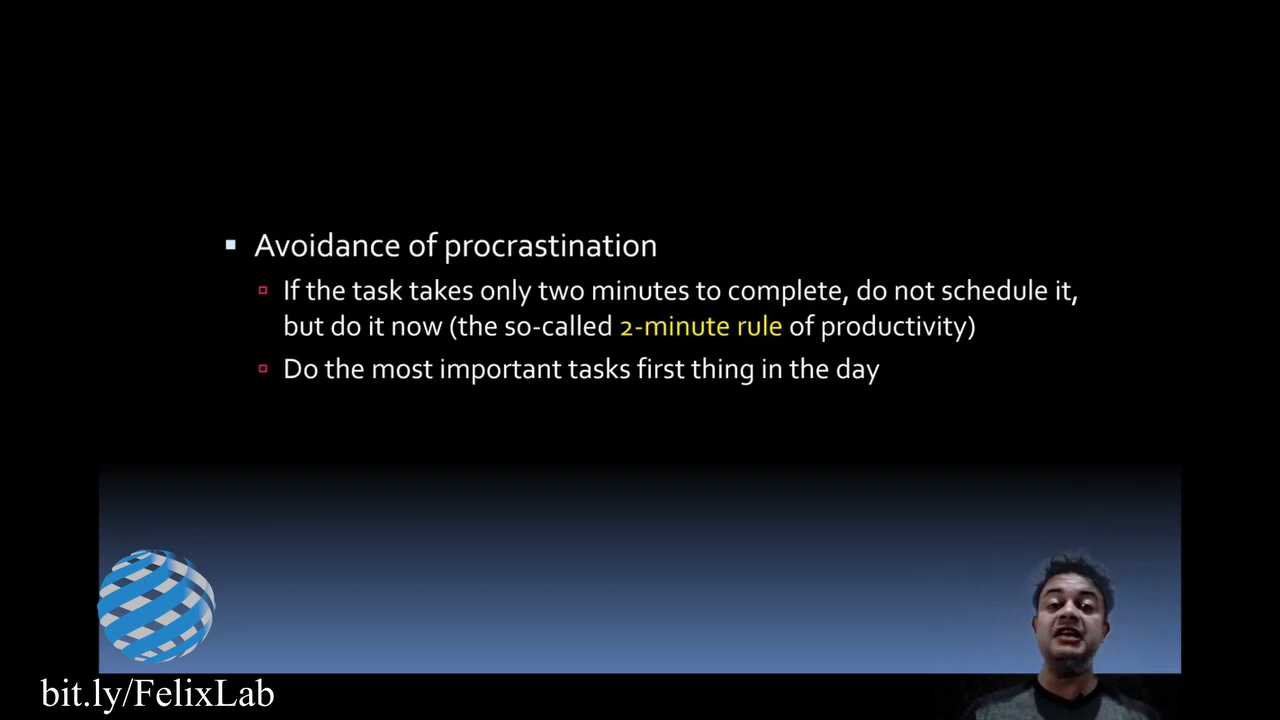 Avoidance of procrastination
If the task takes only two minutes to complete, do not schedule it,
but do it now (the so-called 2-minute rule of productivity)
Do the most important tasks first thing in the day
bit.ly/FelixLab